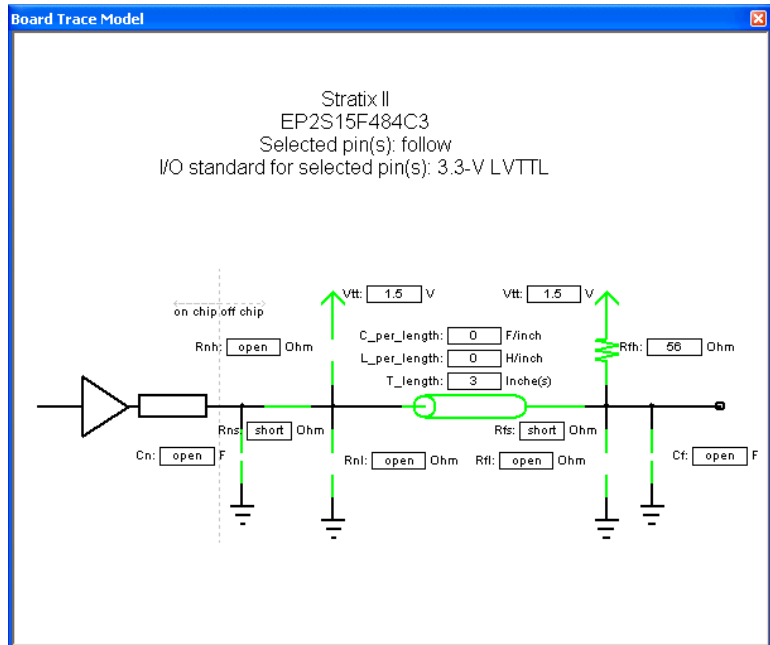 Board Trace Model
Stratix II
EP2S15F484C3
Selected pin(s): follow
I/O standard for selected pin(s): 3.3-V LVTTL
on chip off chip
Vtt: 1.5 V
Vtt: 1.5 V
C_per_length: 0 F/inch
L_per_length: 0 H/inch
T_length: 3 Inche(s)
Rnh: open Ohm
Rfh: 56 Ohm
Rns: short Ohm
Rfs: short Ohm
Cn: open F
Rnl: open Ohm
Rfl: open Ohm
Cf: open F